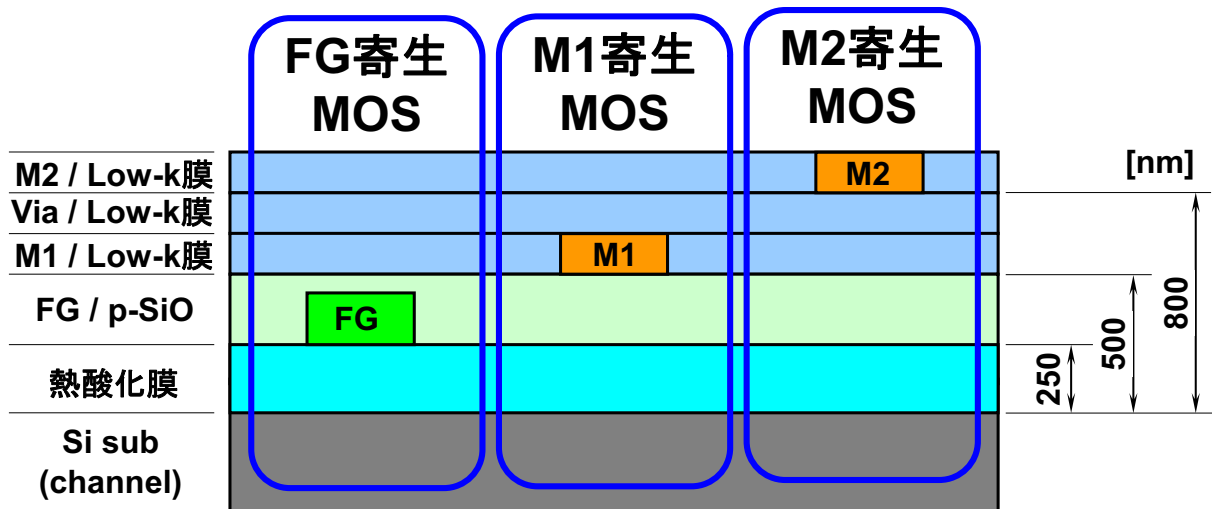 FG寄生
MOS
M1寄生
MOS
M2寄生
MOS
M2 / Low-k膜
Via / Low-k膜
M1 / Low-k膜
FG / p-SiO
熱酸化膜
Si sub
(channel)
M2
M1
FG
[nm]
250
500
800